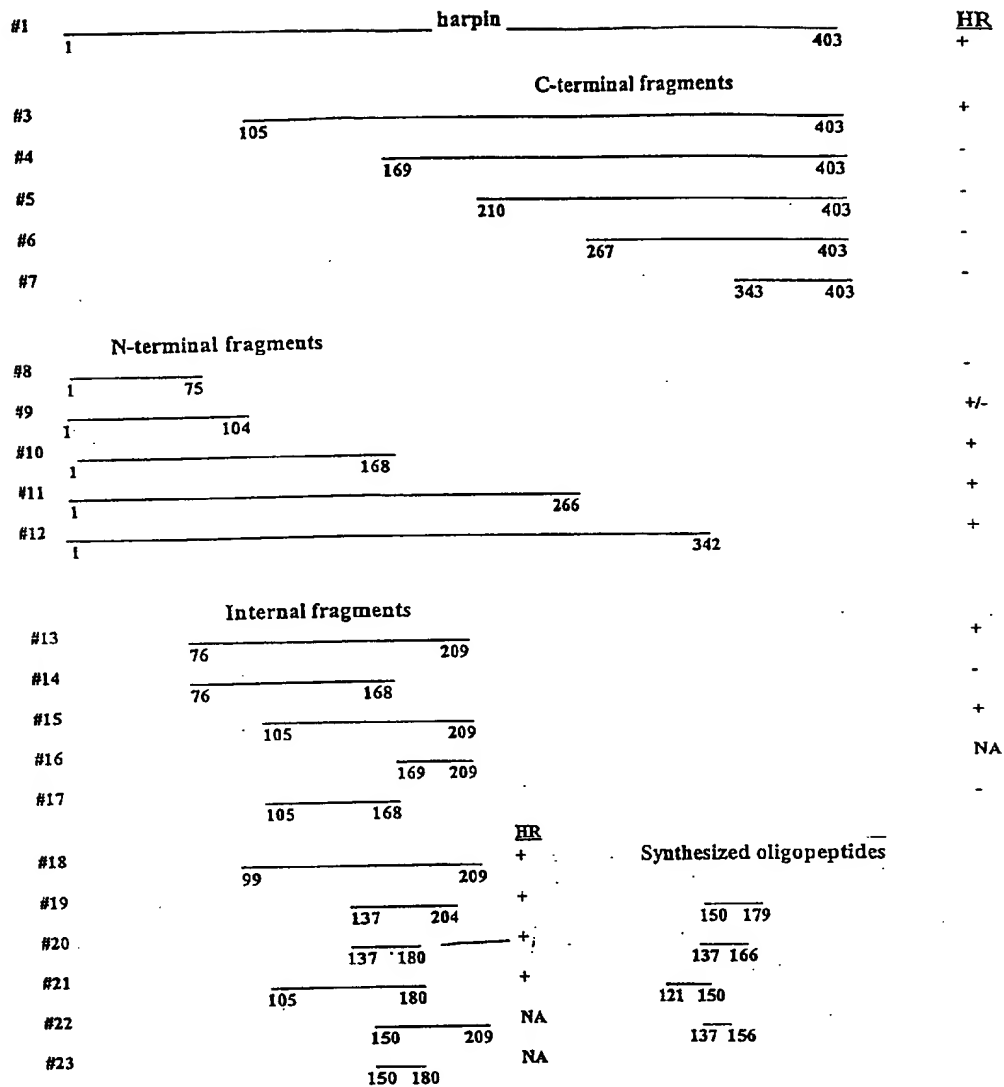 #1 harpin HR
1 403 +
C-terminal fragments
#3 +
105 403
#4 -
169 403
#5 -
210 403
#6 -
267 403
#7 -
343 403
N-terminal fragments
#8 -
1 75
#9 +/-
1 104
#10 +
1 168
#11 +
1 266
#12 +
1 342
Internal fragments
#13 +
76 209
#14 -
76 168
#15 +
105 209
#16 NA
169 209
#17 -
105 168
HR
#18 + Synthesized oligopeptides
99 209
#19 +
137 204 150 179
#20 +
137 180 137 166
#21 +
105 180 121 150
#22 NA
150 209 137 156
#23 NA
150 180